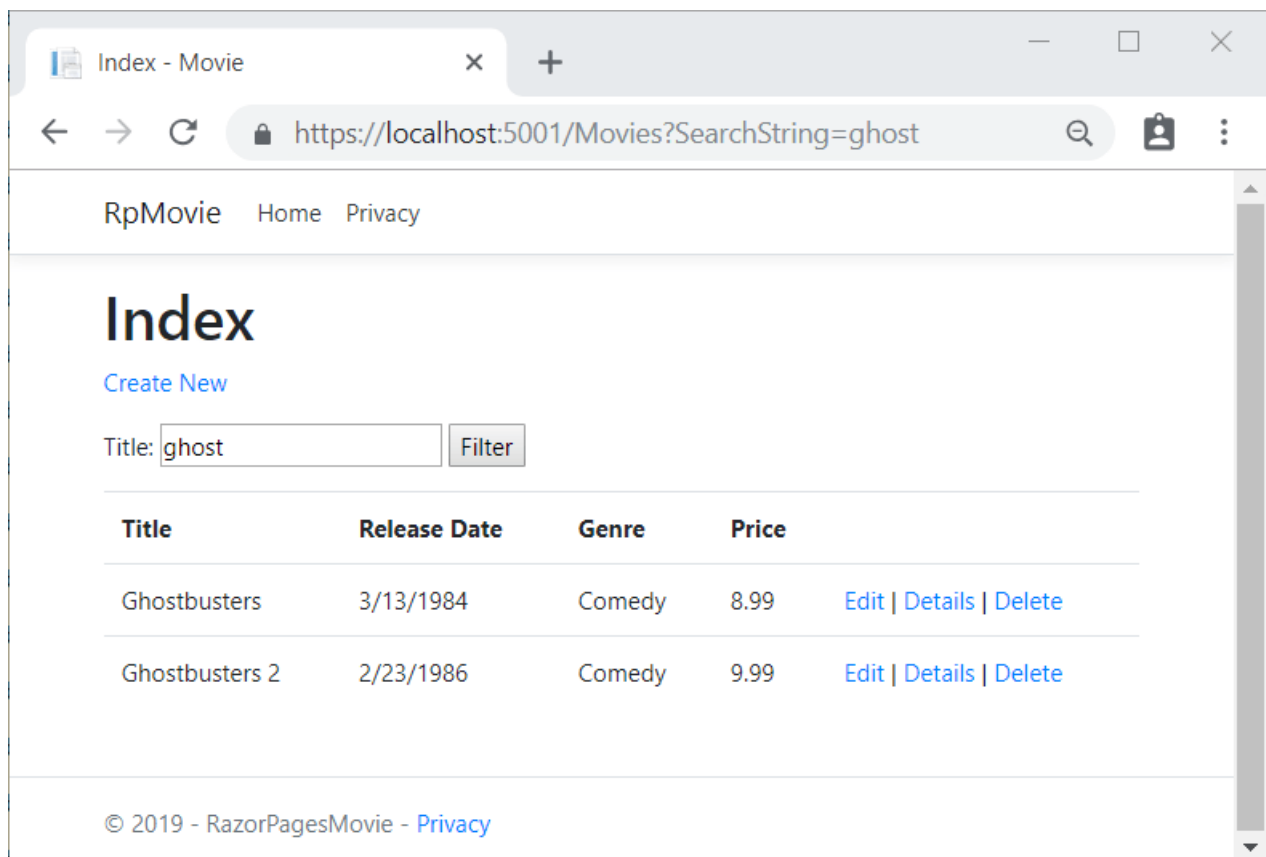 Index - Movie
https://localhost:5001/Movies?SearchString=ghost
RpMovie Home Privacy
Index
Create New
Title: ghost Filter
Title Release Date Genre Price
Ghostbusters 3/13/1984 Comedy 8.99 Edit | Details | Delete
Ghostbusters 2 2/23/1986 Comedy 9.99 Edit | Details | Delete
© 2019 - RazorPagesMovie - Privacy